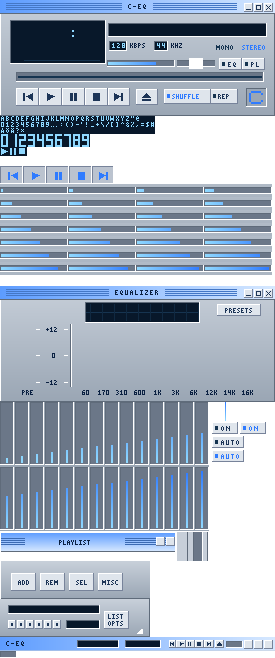 C-EQ
:
128 KBPS 44 KHZ MONO STEREO
EQ PL
SHUFFLE REP
ABCDEFGHIJKLMNOPQRSTUVWXYZ"@
0123456789
0123456789
EQUALIZER
PRESETS
+12
0
-12
PRE 60 170 310 600 1K 3K 6K 12K 14K 16K
ON ON
AUTO
AUTO
PLAYLIST
ADD REM SEL MISC
LIST
OPTS
C-EQ